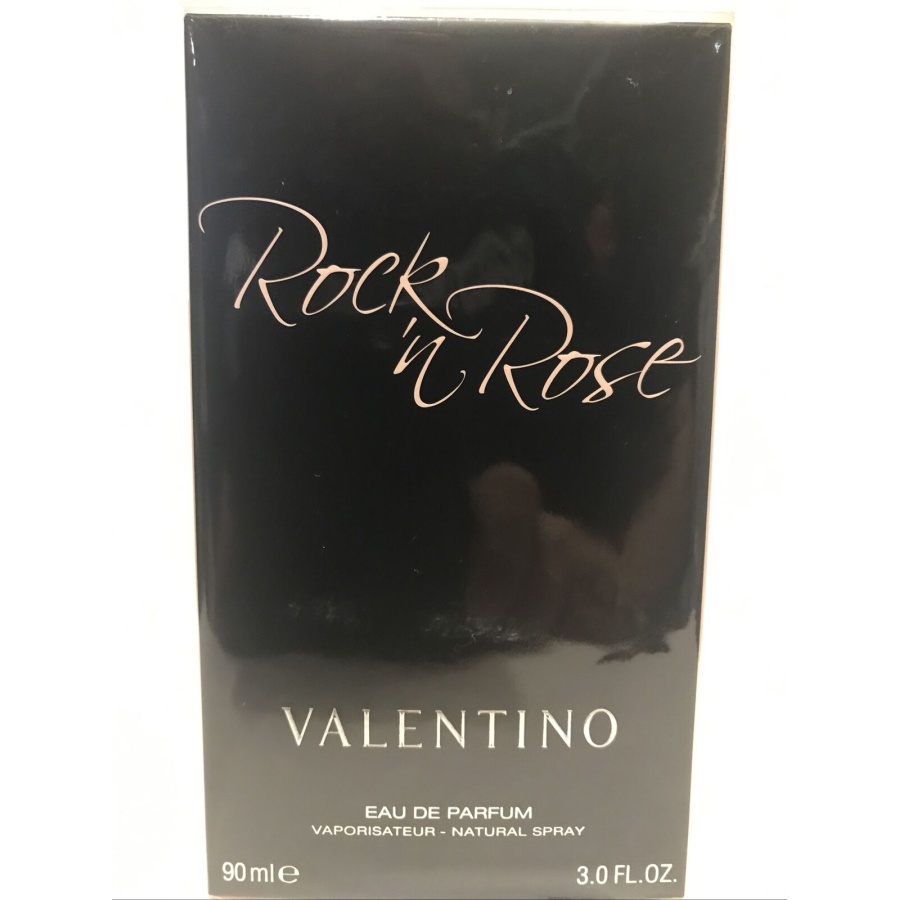 Rock
'n Rose
VALENTINO
EAU DE PARFUM
VAPORISATEUR - NATURAL SPRAY
90 ml ℮ 3.0 FL.OZ.